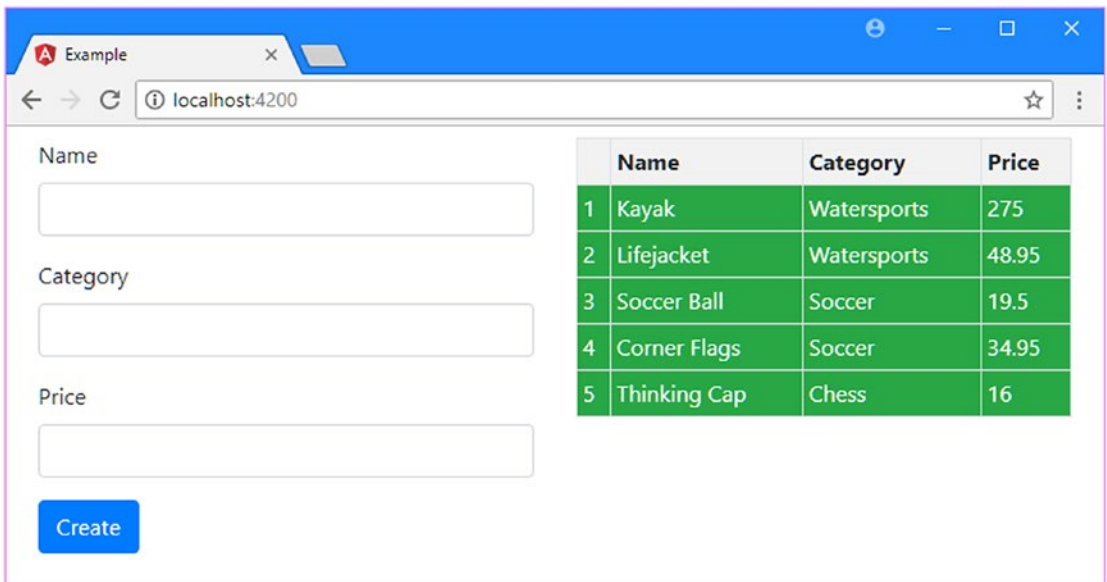 Example
localhost:4200
Name
Category
Price
Create
Name Category Price
1 Kayak Watersports 275
2 Lifejacket Watersports 48.95
3 Soccer Ball Soccer 19.5
4 Corner Flags Soccer 34.95
5 Thinking Cap Chess 16